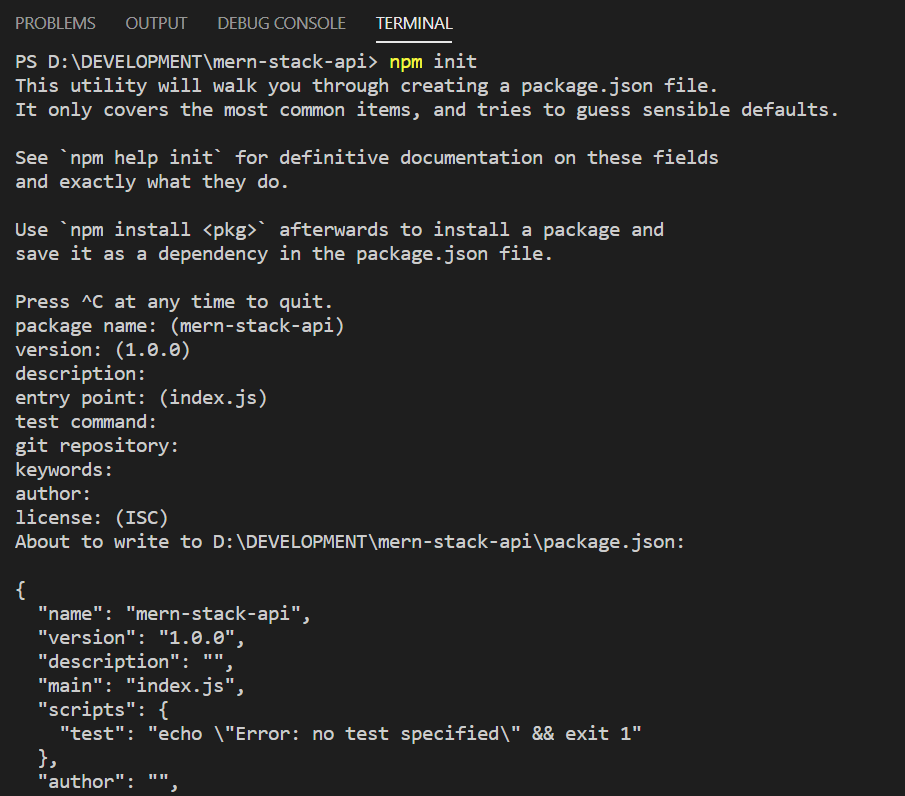 PROBLEMS OUTPUT DEBUG CONSOLE TERMINAL
PS D:\DEVELOPMENT\mern-stack-api> npm init
This utility will walk you through creating a package.json file.
It only covers the most common items, and tries to guess sensible defaults.

See `npm help init` for definitive documentation on these fields
and exactly what they do.

Use `npm install <pkg>` afterwards to install a package and
save it as a dependency in the package.json file.

Press ^C at any time to quit.
package name: (mern-stack-api)
version: (1.0.0)
description:
entry point: (index.js)
test command:
git repository:
keywords:
author:
license: (ISC)
About to write to D:\DEVELOPMENT\mern-stack-api\package.json:

{
  "name": "mern-stack-api",
  "version": "1.0.0",
  "description": "",
  "main": "index.js",
  "scripts": {
    "test": "echo \"Error: no test specified\" && exit 1"
  },
  "author": "",